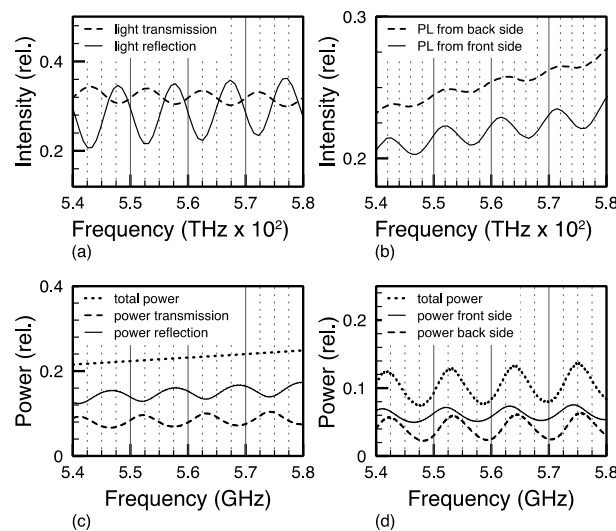 0.4
0.2
Intensity (rel.)
light transmission
light reflection
5.4 5.5 5.6 5.7 5.8
Frequency (THz x 10²)
(a)
0.3
0.2
Intensity (rel.)
PL from back side
PL from front side
5.4 5.5 5.6 5.7 5.8
Frequency (THz x 10²)
(b)
0.4
0.2
0
Power (rel.)
total power
power transmission
power reflection
5.4 5.5 5.6 5.7 5.8
Frequency (GHz)
(c)
0.2
0.1
0
Power (rel.)
total power
power front side
power back side
5.4 5.5 5.6 5.7 5.8
Frequency (GHz)
(d)